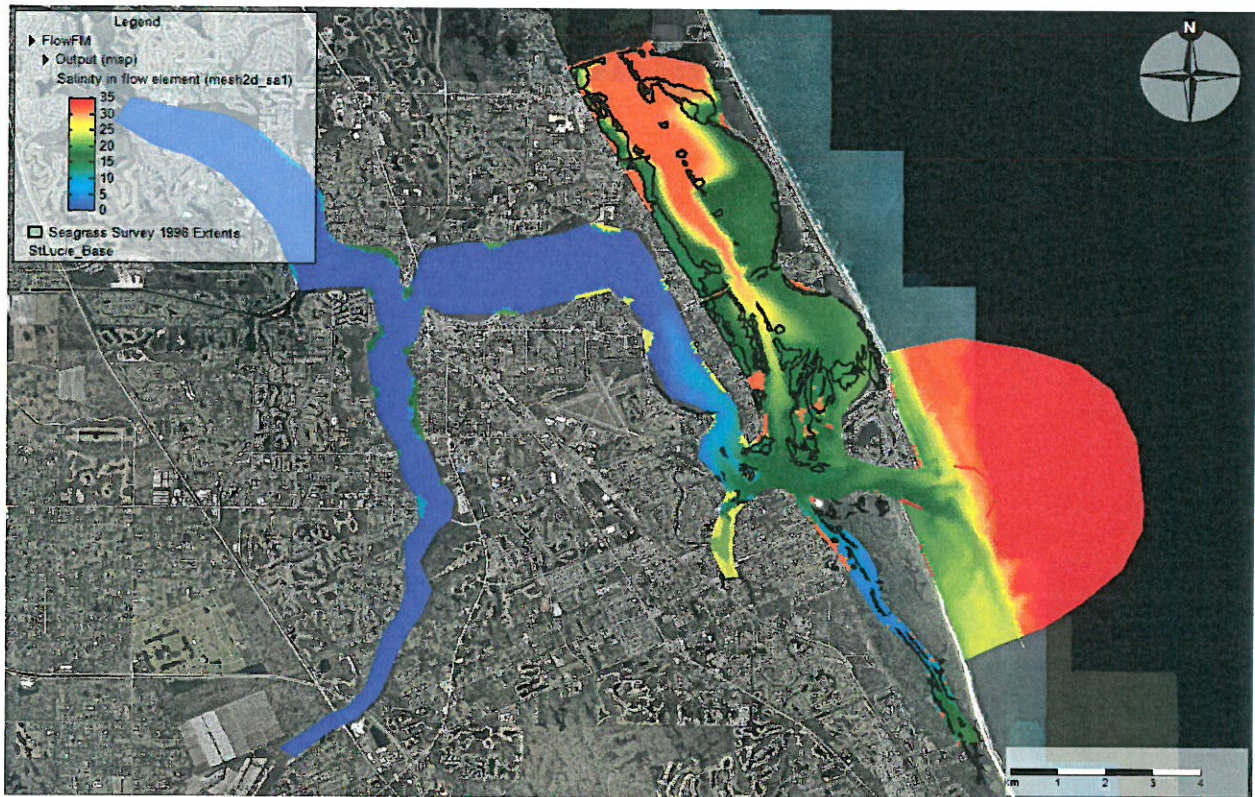 Legend
FlowFM
Output (map)
Salinity in flow element (mesh2d_sa1)
35
30
25
20
15
10
5
0
Seagrass Survey 1996 Extents
StLucie_Base
N
km 1 2 3 4